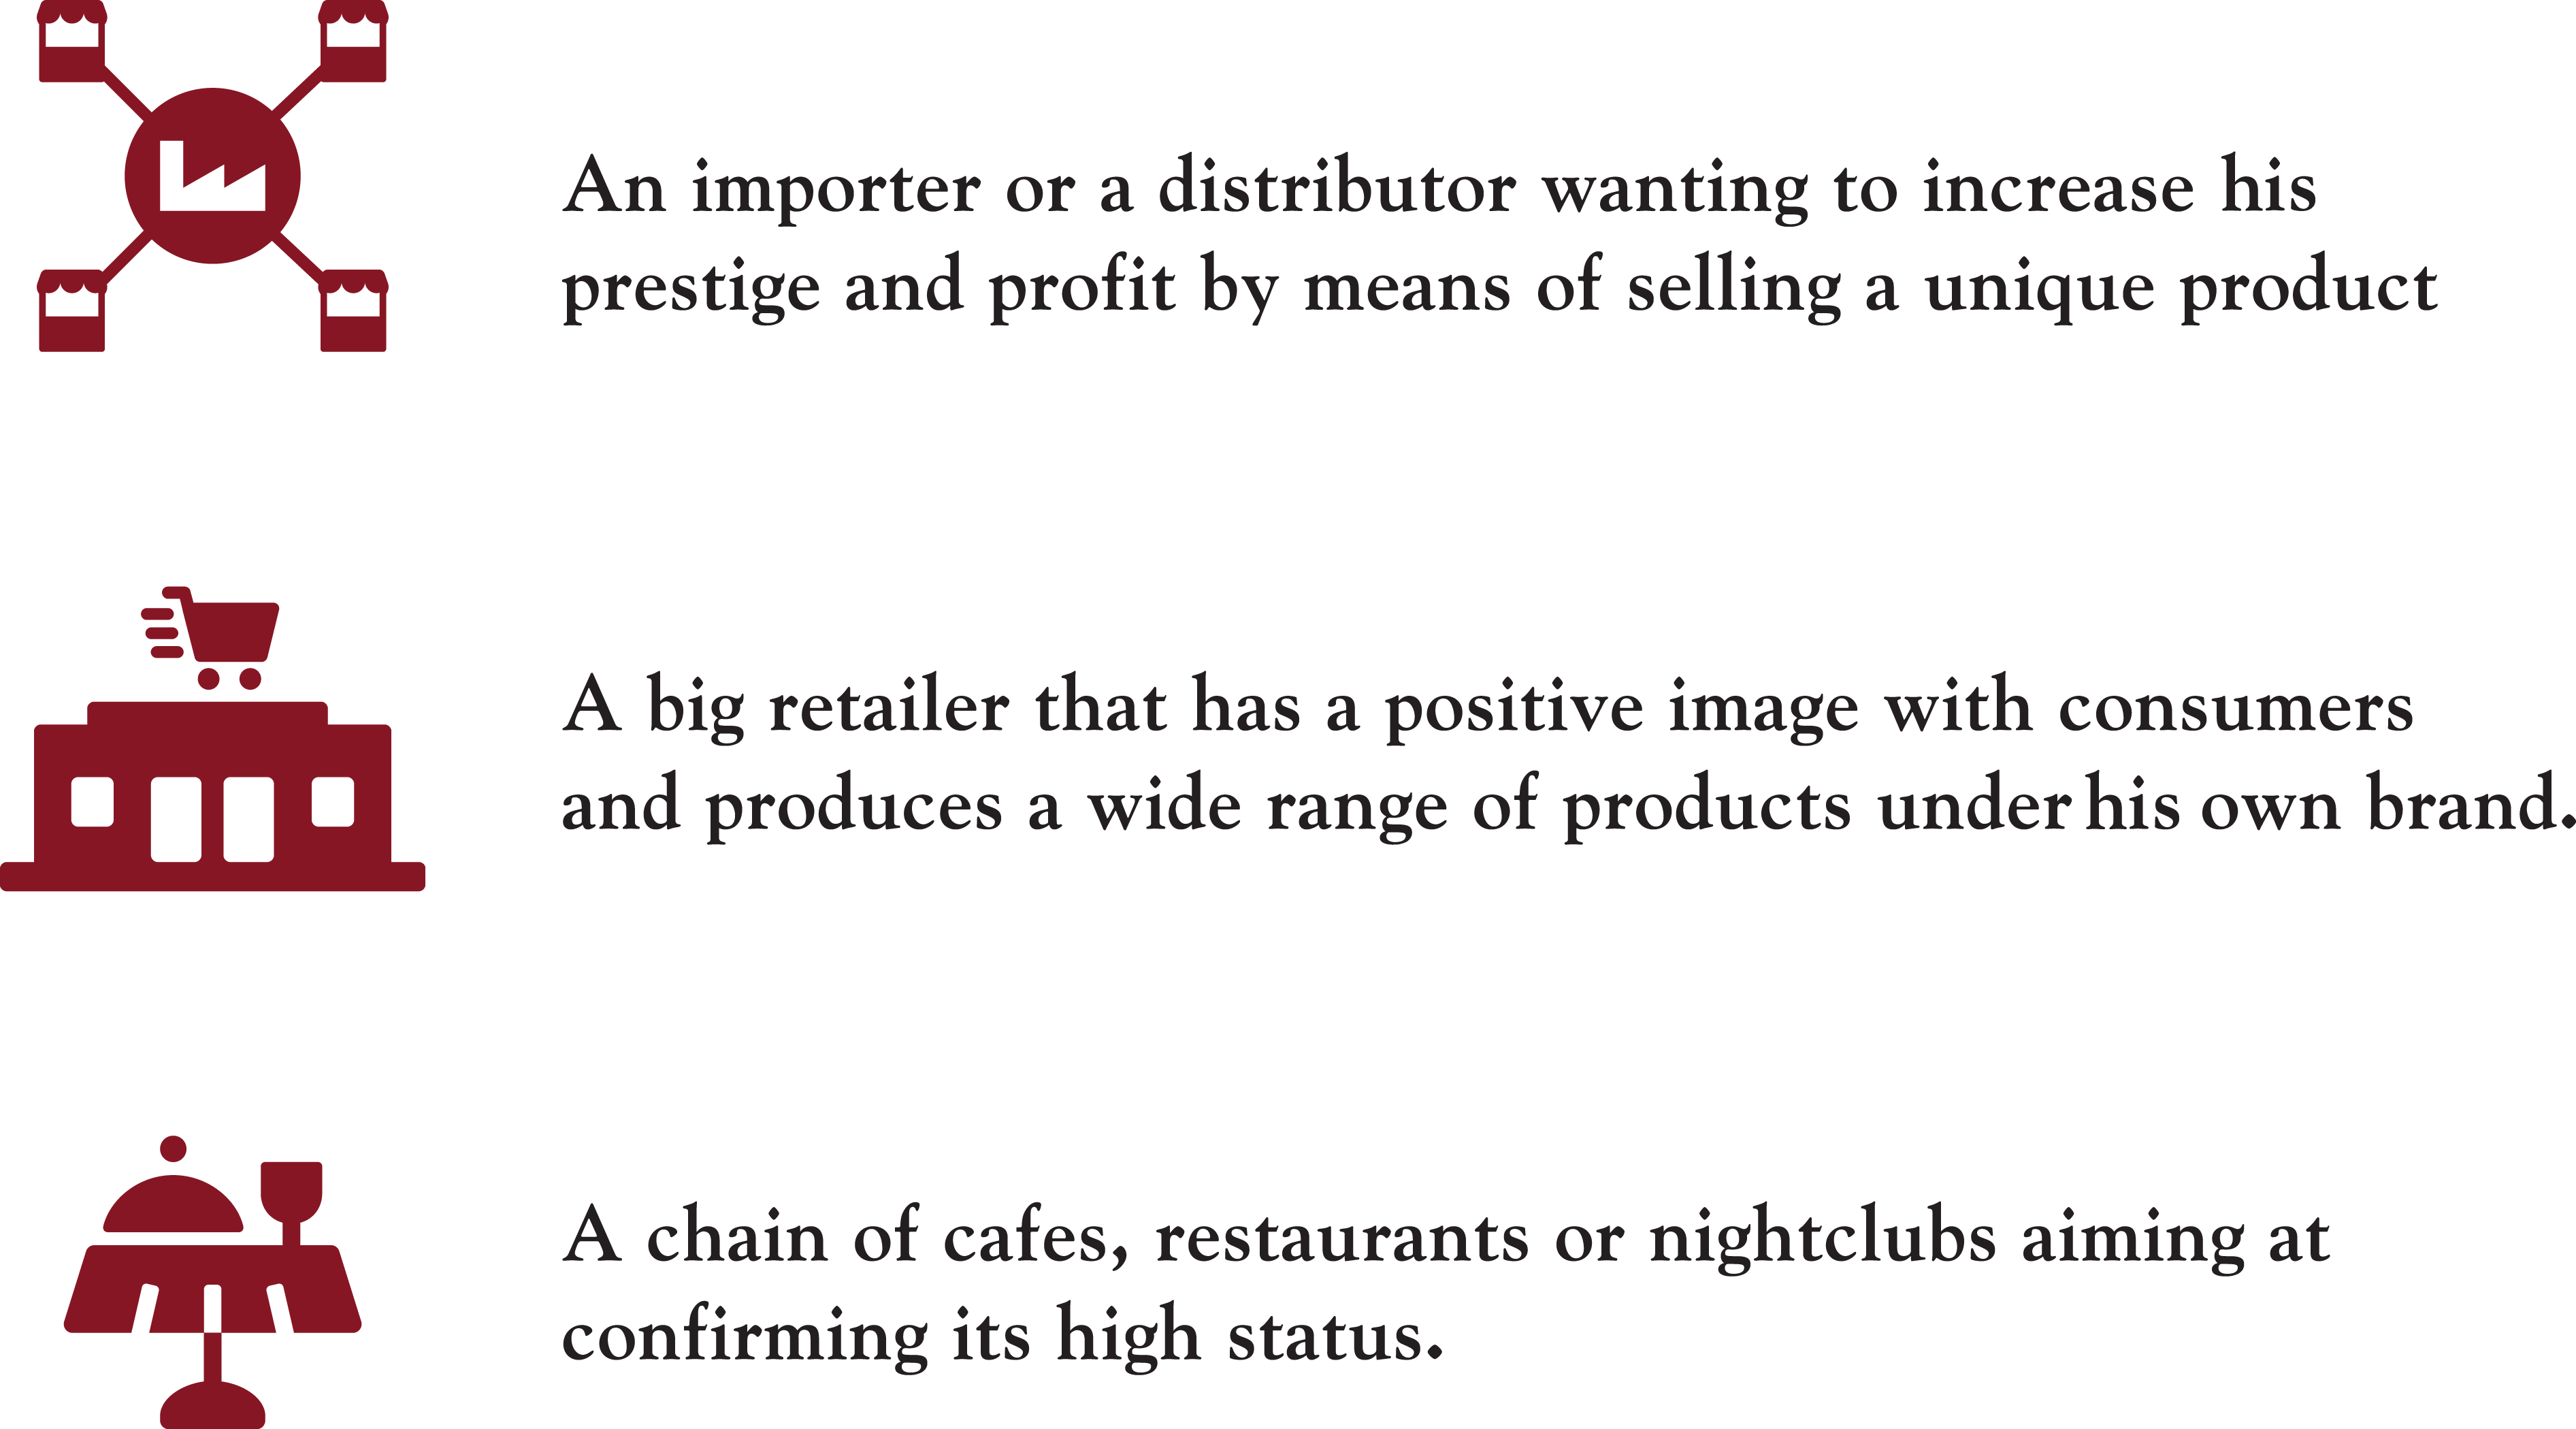 An importer or a distributor wanting to increase his
prestige and profit by means of selling a unique product
A big retailer that has a positive image with consumers
and produces a wide range of products under his own brand.
A chain of cafes, restaurants or nightclubs aiming at
confirming its high status.